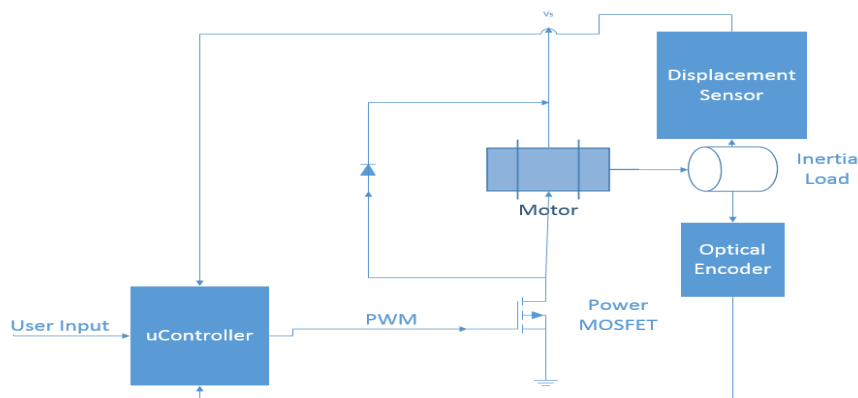 Vs
Displacement
Sensor
Inertia
Load
Motor
Optical
Encoder
Power
MOSFET
User Input
uController
PWM